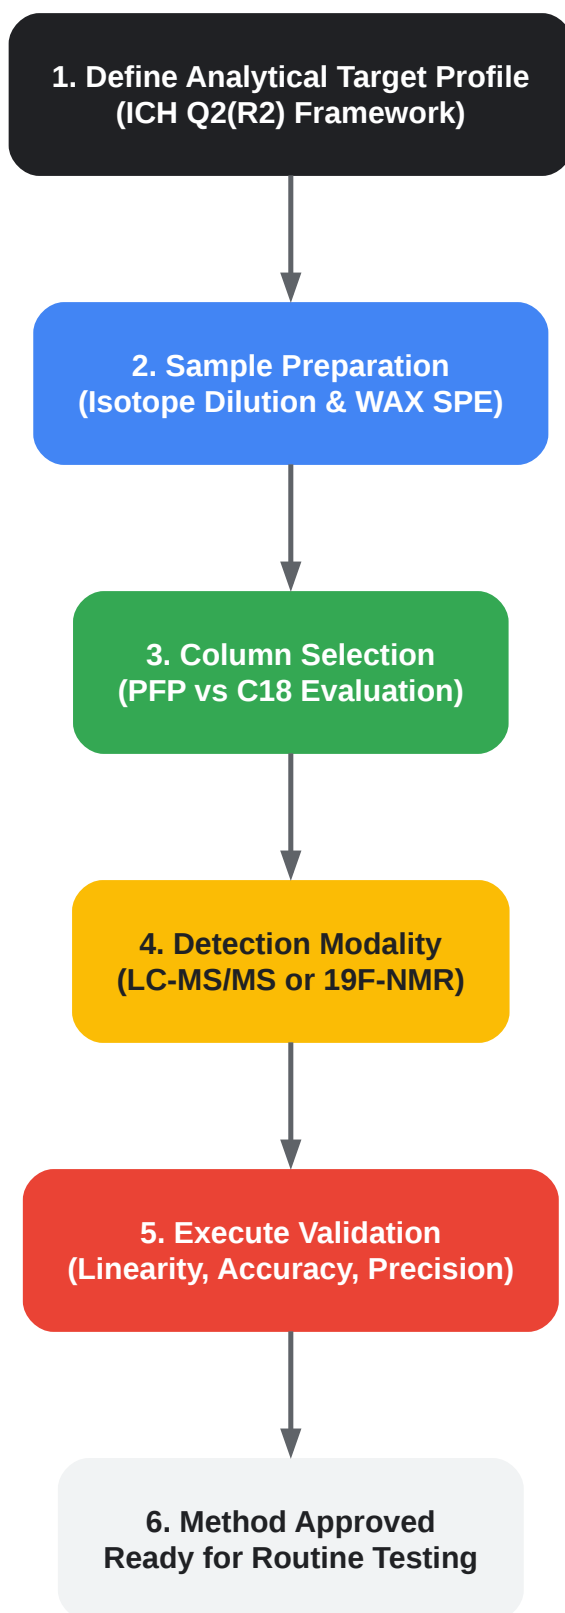 1. Define Analytical Target Profile
(ICH Q2(R2) Framework)
2. Sample Preparation
(Isotope Dilution & WAX SPE)
3. Column Selection
(PFP vs C18 Evaluation)
4. Detection Modality
(LC-MS/MS or 19F-NMR)
5. Execute Validation
(Linearity, Accuracy, Precision)
6. Method Approved
Ready for Routine Testing